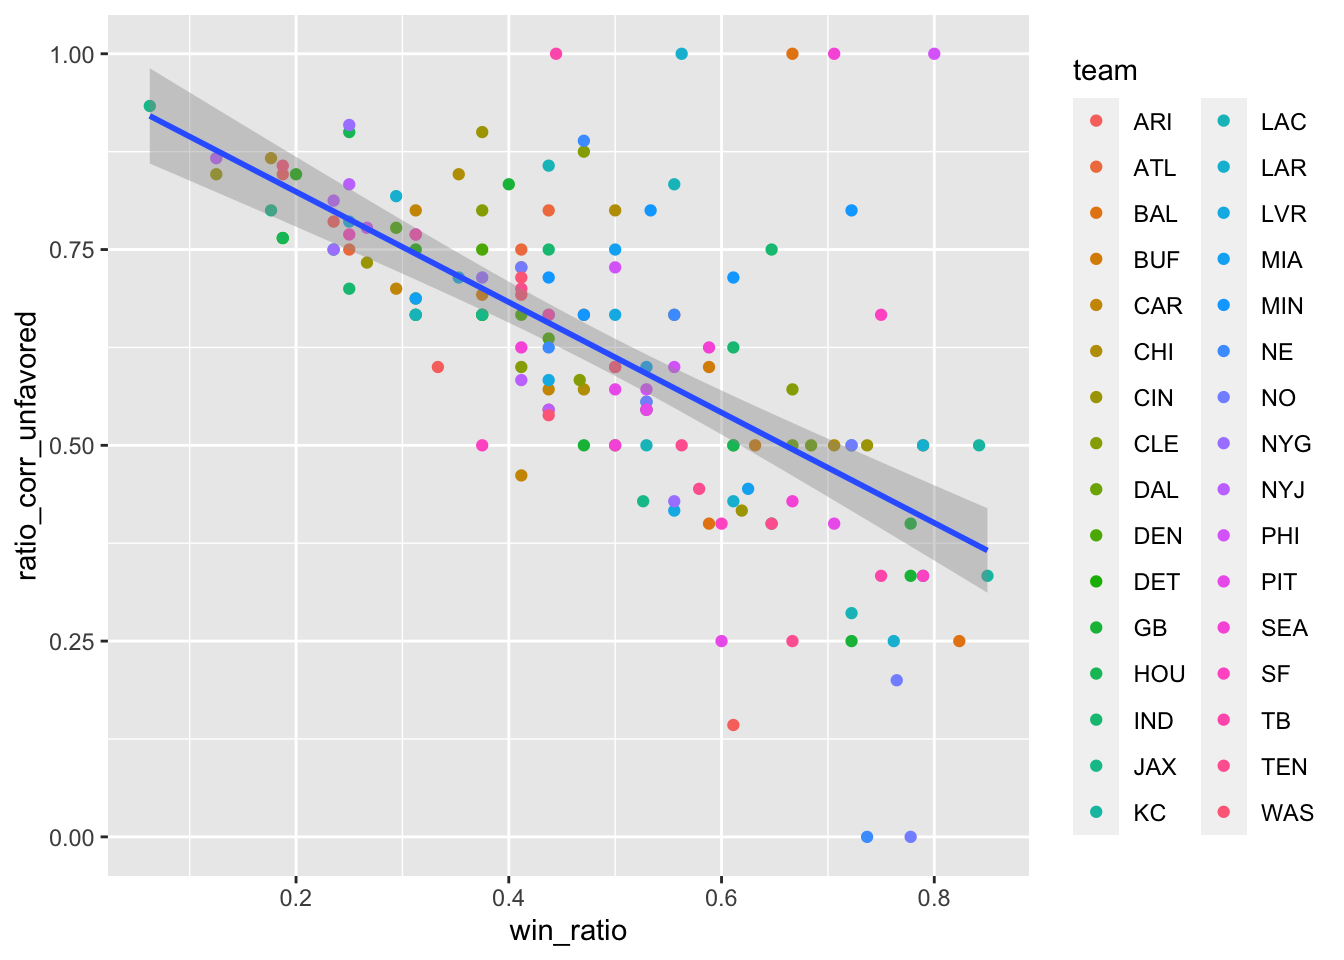 1.00
0.75
0.50
0.25
0.00
ratio_corr_unfavored
0.2 0.4 0.6 0.8
win_ratio
team
ARI LAC
ATL LAR
BAL LVR
BUF MIA
CAR MIN
CHI NE
CIN NO
CLE NYG
DAL NYJ
DEN PHI
DET PIT
GB SEA
HOU SF
IND TB
JAX TEN
KC WAS